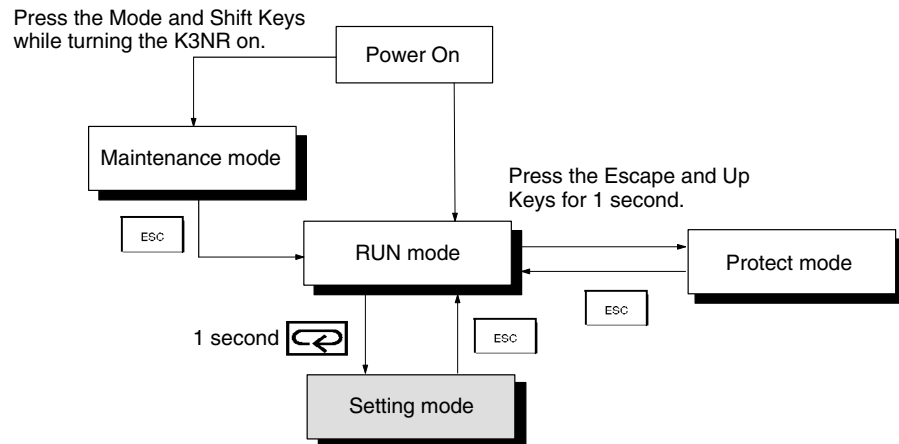 Press the Mode and Shift Keys
while turning the K3NR on.
Power On
Maintenance mode
Press the Escape and Up
Keys for 1 second.
ESC
RUN mode
Protect mode
ESC
1 second
ESC
Setting mode